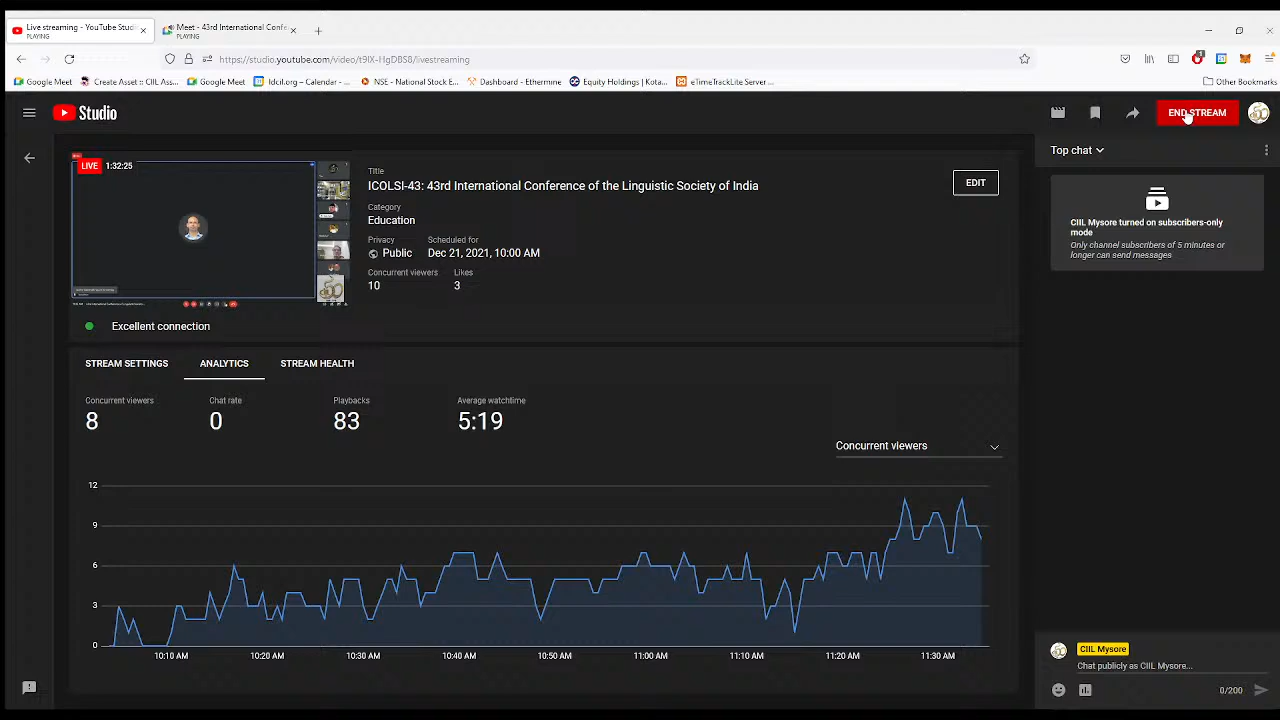 Live streaming - YouTube Studi
PLAYING
Meet - 43rd International Confe
PLAYING
https://studio.youtube.com/video/t9IX-HgDBS8/livestreaming
Google Meet
Create Asset :: CIIL Am...
Google Meet
ldcil.org – Calendar - ...
NSE - National Stock E...
Dashboard - Ethermine
Equity Holdings | Kota...
eTimeTrackLite Server ...
Other Bookmarks
Studio
END STREAM
LIVE 1:32:25
Title
ICOLSI-43: 43rd International Conference of the Linguistic Society of India
EDIT
Category
Education
Privacy
Public
Scheduled for
Dec 21, 2021, 10:00 AM
Concurrent viewers
10
Likes
3
Excellent connection
STREAM SETTINGS
ANALYTICS
STREAM HEALTH
Concurrent viewers
8
Chat rate
0
Playbacks
83
Average watchtime
5:19
Concurrent viewers
12
9
6
3
0
10:10 AM
10:20 AM
10:30 AM
10:40 AM
10:50 AM
11:00 AM
11:10 AM
11:20 AM
11:30 AM
Top chat
CIIL Mysore turned on subscribers-only
mode
Only channel subscribers of 5 minutes or
longer can send messages
CIIL Mysore
Chat publicly as CIIL Mysore...
0/200